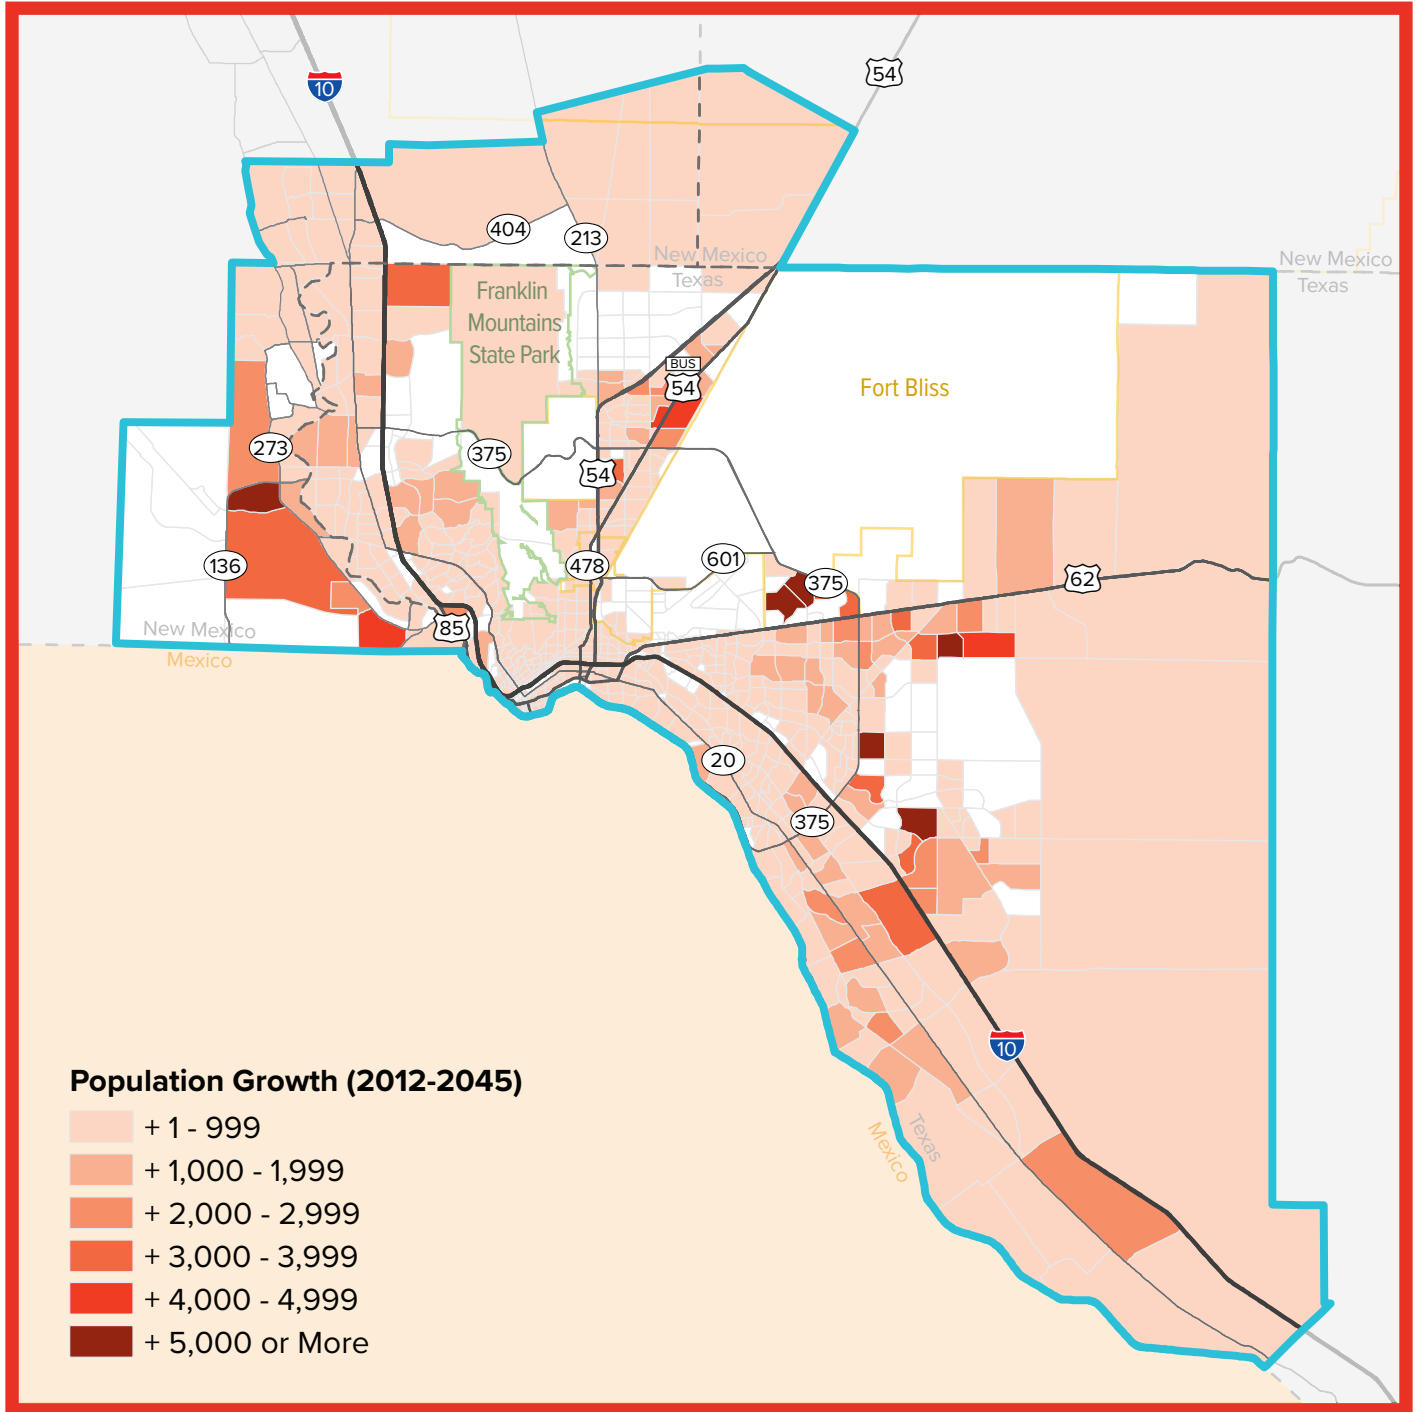 10
54
404
213
New Mexico
Texas
New Mexico
Texas
Franklin
Mountains
State Park
BUS
54
Fort Bliss
273
375
54
136
478
601
375
62
85
New Mexico
Mexico
20
375
10
Texas
Mexico
Population Growth (2012-2045)
+ 1 - 999
+ 1,000 - 1,999
+ 2,000 - 2,999
+ 3,000 - 3,999
+ 4,000 - 4,999
+ 5,000 or More